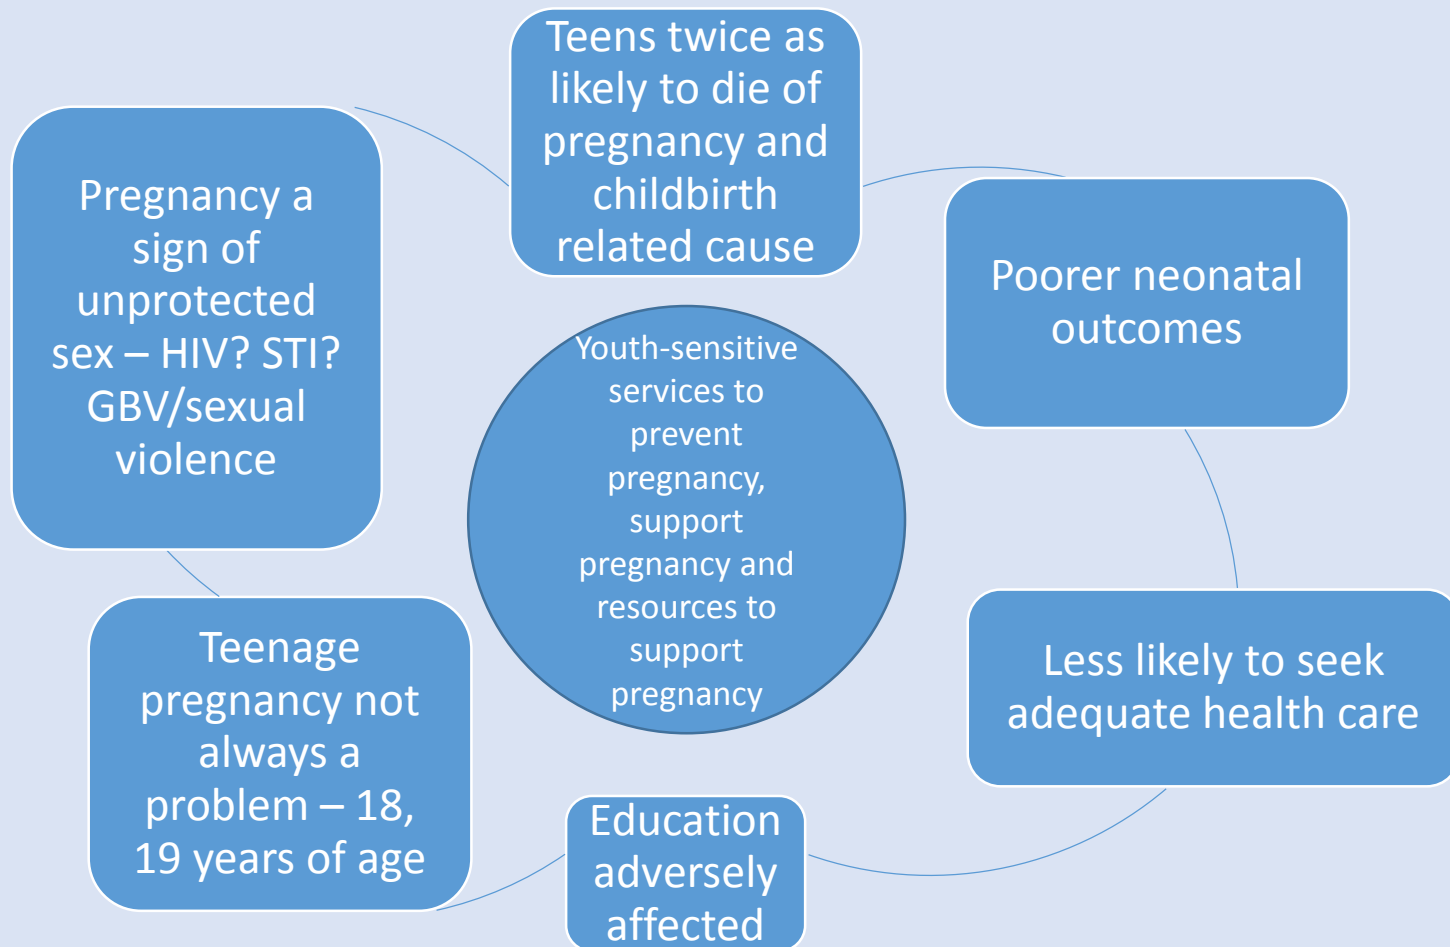 Teens twice as
likely to die of
pregnancy and
childbirth
related cause
Poorer neonatal
outcomes
Less likely to seek
adequate health care
Education
adversely
affected
Teenage
pregnancy not
always a
problem – 18,
19 years of age
Pregnancy a
sign of
unprotected
sex – HIV? STI?
GBV/sexual
violence
Youth-sensitive
services to
prevent
pregnancy,
support
pregnancy and
resources to
support
pregnancy